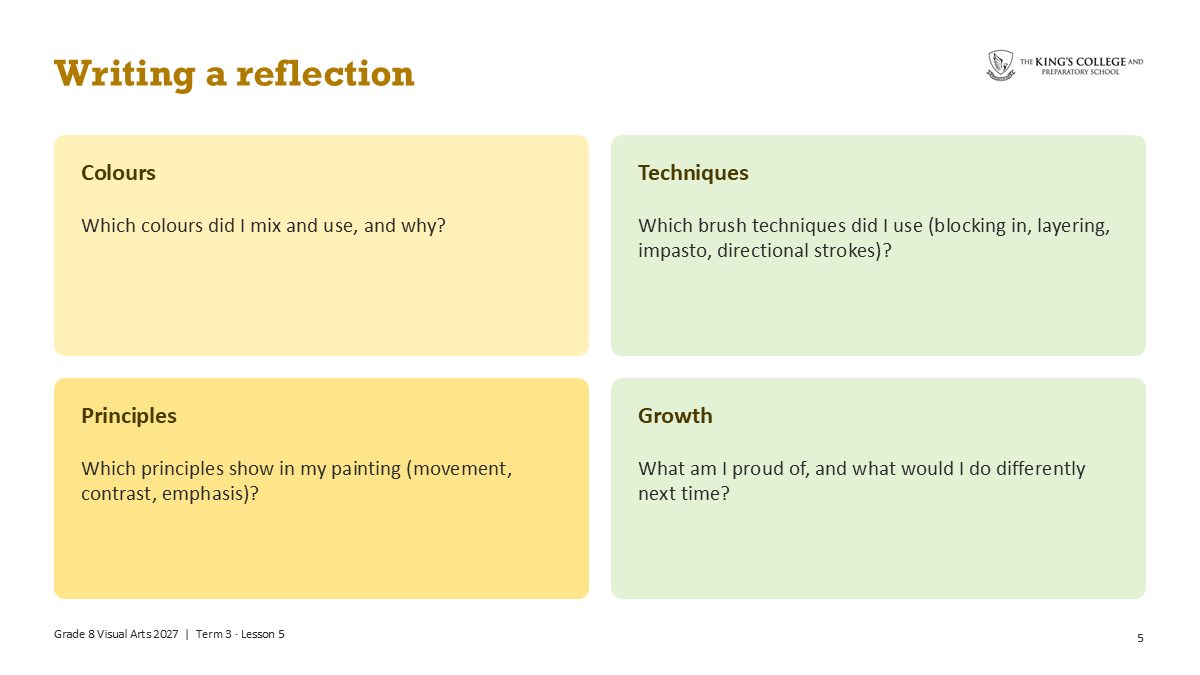 Writing a reflection
THE KING'S COLLEGE AND
PREPARATORY SCHOOL
Colours
Which colours did I mix and use, and why?
Techniques
Which brush techniques did I use (blocking in, layering,
impasto, directional strokes)?
Principles
Which principles show in my painting (movement,
contrast, emphasis)?
Growth
What am I proud of, and what would I do differently
next time?
Grade 8 Visual Arts 2027 | Term 3 · Lesson 5
5